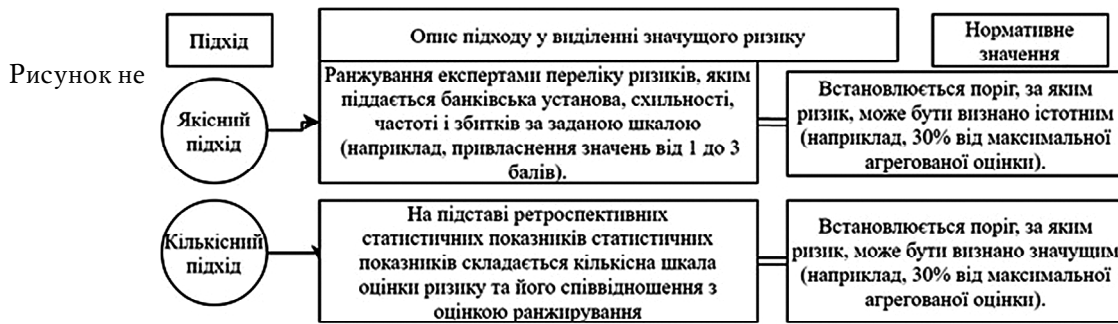 Підхід
Опис підходу у виділенні значущого ризику
Нормативне
значення
Рисунок не
Якісний
підхід
Ранжування експертами переліку ризиків, яким
піддається банківська установа, схильності,
частоті і збитків за заданою шкалою
(наприклад, привласнення значень від 1 до 3
балів).
Встановлюється поріг, за яким
ризик, може бути визнано істотним
(наприклад, 30% від максимальної
агрегованої оцінки).
Кількісний
підхід
На підставі ретроспективних
статистичних показників статистичних
показників складається кількісна шкала
оцінки ризику та його співвідношення з
оцінкою ранжирування
Встановлюється поріг, за яким
ризик, може бути визнано значущим
(наприклад, 30% від максимальної
агрегованої оцінки).